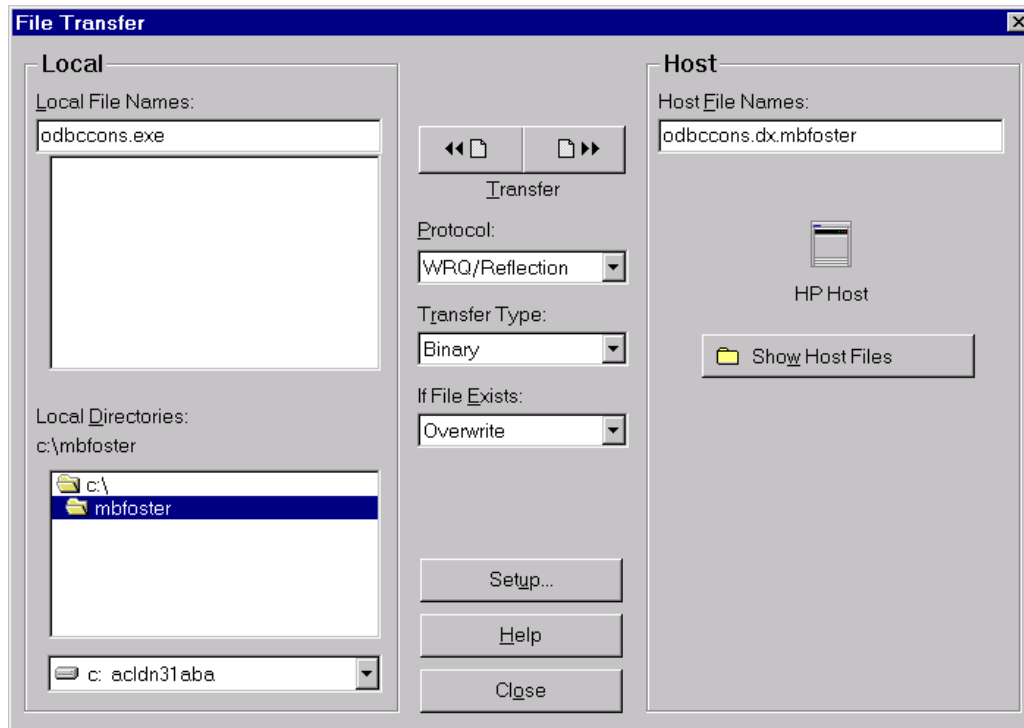 File Transfer
Local
Local File Names:
odbccons.exe
Local Directories:
c:\mbfoster
c:\
mbfoster
c: acldn31aba
Transfer
Protocol:
WRQ/Reflection
Transfer Type:
Binary
If File Exists:
Overwrite
Setup...
Help
Close
Host
Host File Names:
odbccons.dx.mbfoster
HP Host
Show Host Files